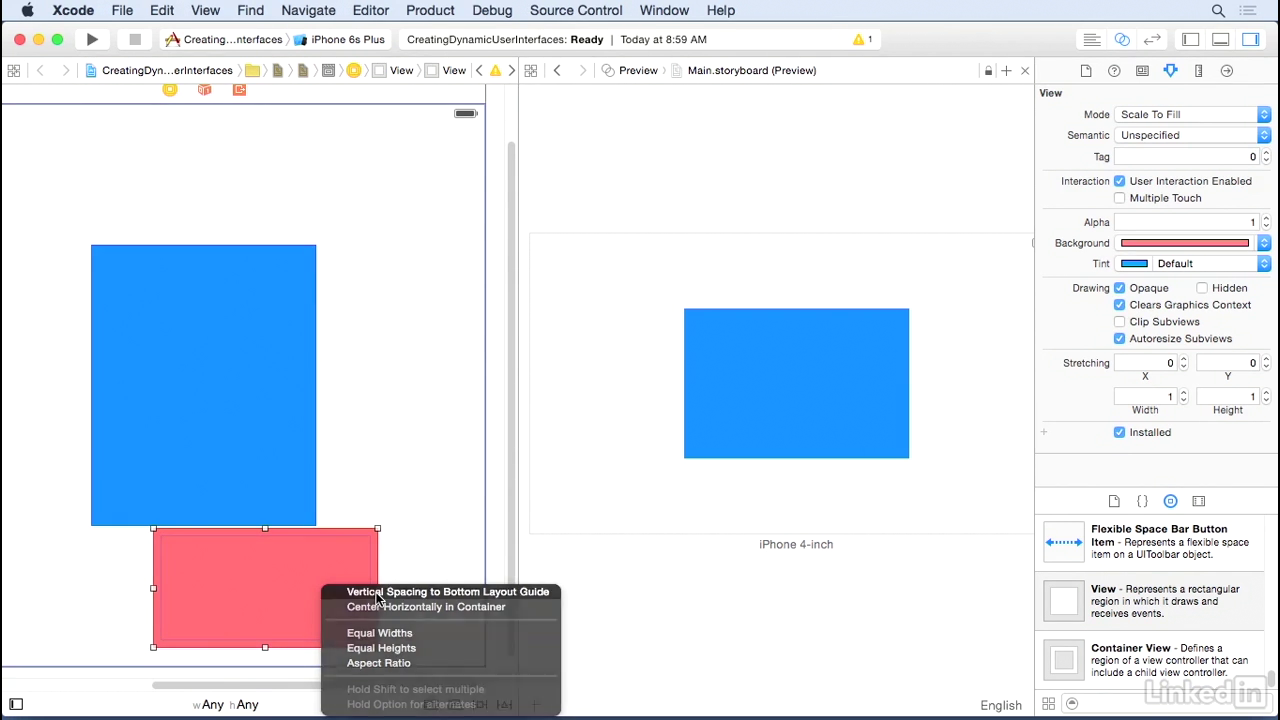 Xcode File Edit View Find Navigate Editor Product Debug Source Control Window Help
Creating...nterfaces iPhone 6s Plus CreatingDynamicUserInterfaces: Ready Today at 8:59 AM 1
CreatingDyn...erInterfaces View View Preview Main.storyboard (Preview)
View
Mode Scale To Fill
Semantic Unspecified
Tag 0
Interaction User Interaction Enabled
Multiple Touch
Alpha 1
Background
Tint Default
Drawing Opaque Hidden
Clears Graphics Context
Clip Subviews
Autoresize Subviews
Stretching 0 0
X Y
1 1
Width Height
Installed
iPhone 4-inch
Vertical Spacing to Bottom Layout Guide
Center Horizontally in Container
Equal Widths
Equal Heights
Aspect Ratio
Hold Shift to select multiple
Hold Option for alternates
Flexible Space Bar Button
Item - Represents a flexible
space item on a UIToolbar object.
View - Represents a rectangular
region in which it draws and
receives events.
Container View - Defines a
region of a view controller that can
include a child view controller.
wAny hAny
English
LinkedIn